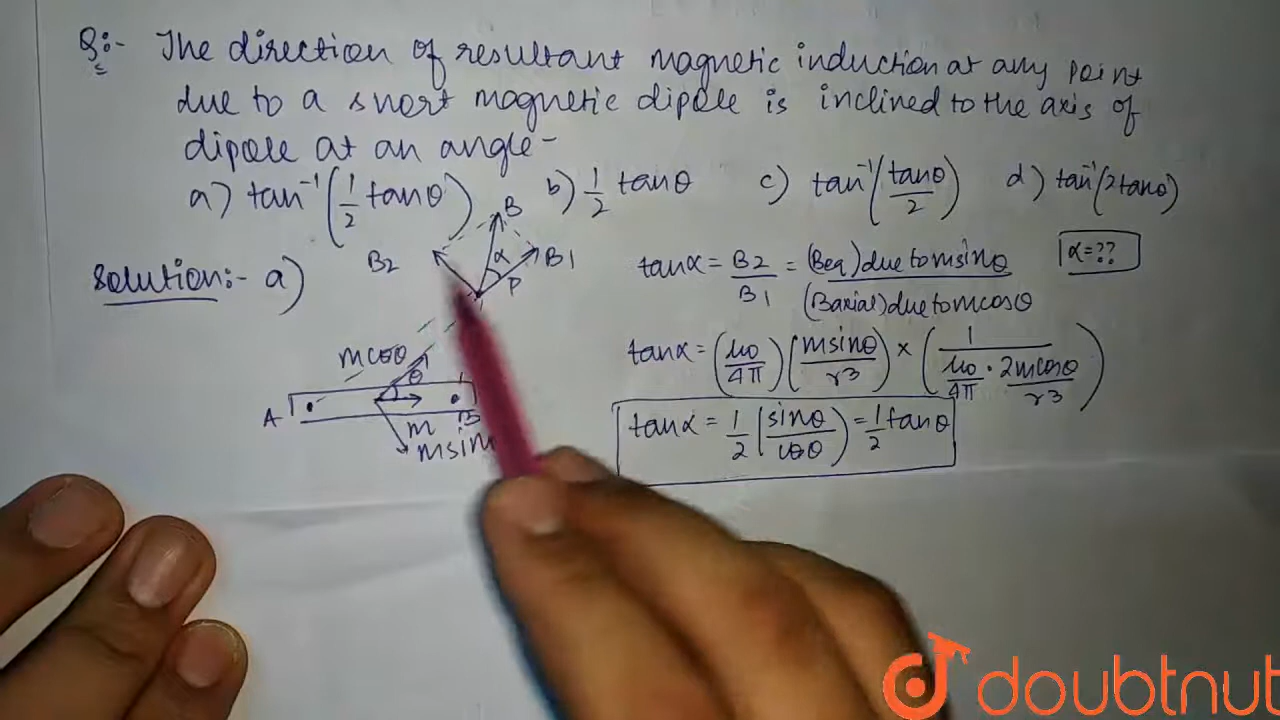 Q:- The direction of resultant magnetic induction at any point
due to a short magnetic dipole is inclined to the axis of
dipole at an angle-
a) tan⁻¹(1/2 tanθ) b) 1/2 tanθ c) tan⁻¹(tanθ/2) d) tan⁻¹(2tanθ)
Solution:- a)
B
B2
α
B1
P
mcosθ
θ
A
m
B
msin
tanα = B2/B1 = (Beq) due to msinθ/(Baxial) due to mcosθ
α=??
tanα = (μ0/4π)(msinθ/r3) × (1/(μ0/4π · 2mcosθ/r3))
tanα = 1/2 (sinθ/cosθ) = 1/2 tanθ
doubtnut